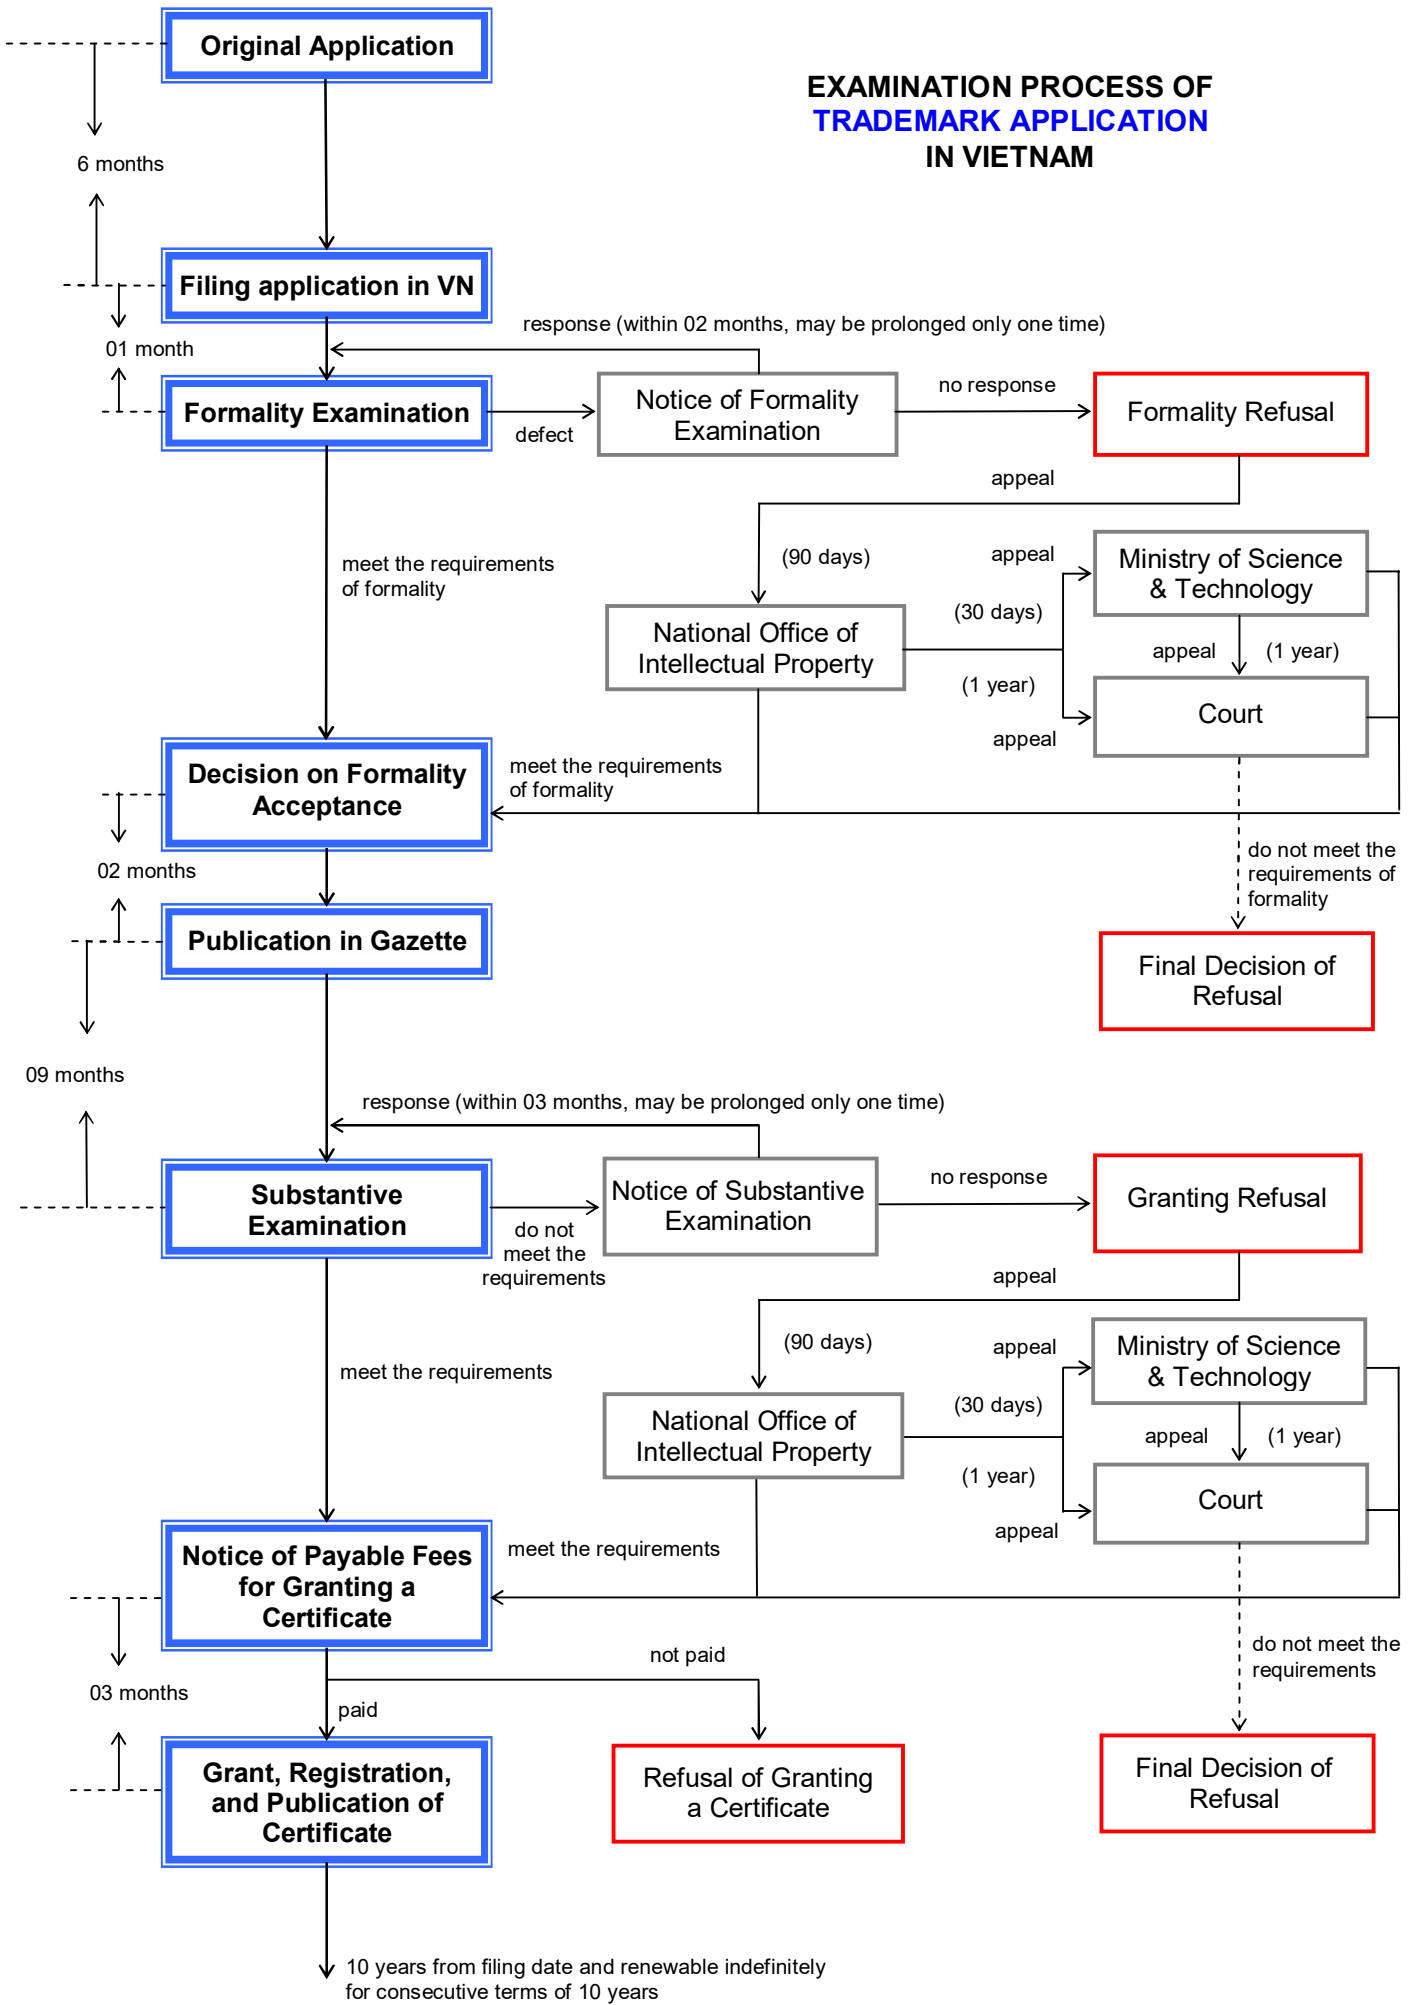 Original Application
EXAMINATION PROCESS OF
TRADEMARK APPLICATION
IN VIETNAM
6 months
Filing application in VN
response (within 02 months, may be prolonged only one time)
01 month
Formality Examination
defect
Notice of Formality
Examination
no response
Formality Refusal
appeal
(90 days)
meet the requirements
of formality
National Office of
Intellectual Property
appeal
(30 days)
(1 year)
appeal
Ministry of Science
& Technology
appeal
(1 year)
Court
Decision on Formality
Acceptance
meet the requirements
of formality
02 months
do not meet the
requirements of
formality
Publication in Gazette
Final Decision of
Refusal
09 months
response (within 03 months, may be prolonged only one time)
Substantive
Examination
do not
meet the
requirements
Notice of Substantive
Examination
no response
Granting Refusal
appeal
(90 days)
meet the requirements
National Office of
Intellectual Property
appeal
(30 days)
(1 year)
appeal
Ministry of Science
& Technology
appeal
(1 year)
Court
Notice of Payable Fees
for Granting a
Certificate
meet the requirements
do not meet the
requirements
not paid
03 months
paid
Grant, Registration,
and Publication of
Certificate
Refusal of Granting
a Certificate
Final Decision of
Refusal
10 years from filing date and renewable indefinitely
for consecutive terms of 10 years